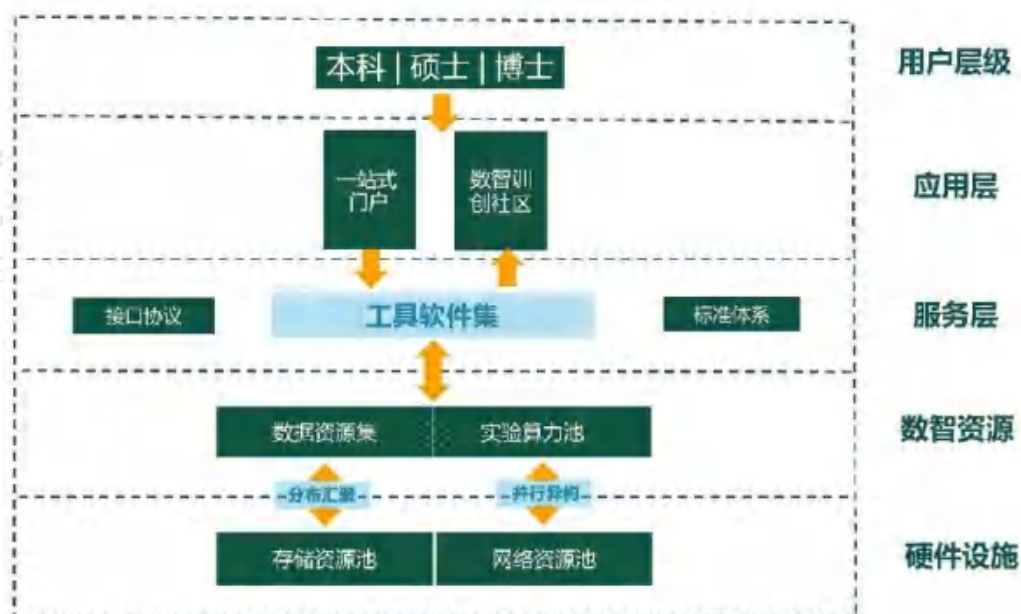 本科|硕士|博士
用户层级
一站式
门户
数智训
创社区
应用层
接口协议
工具软件集
标准体系
服务层
数据资源集
实验算力池
数智资源
分布汇聚
并行异构
存储资源池
网络资源池
硬件设施